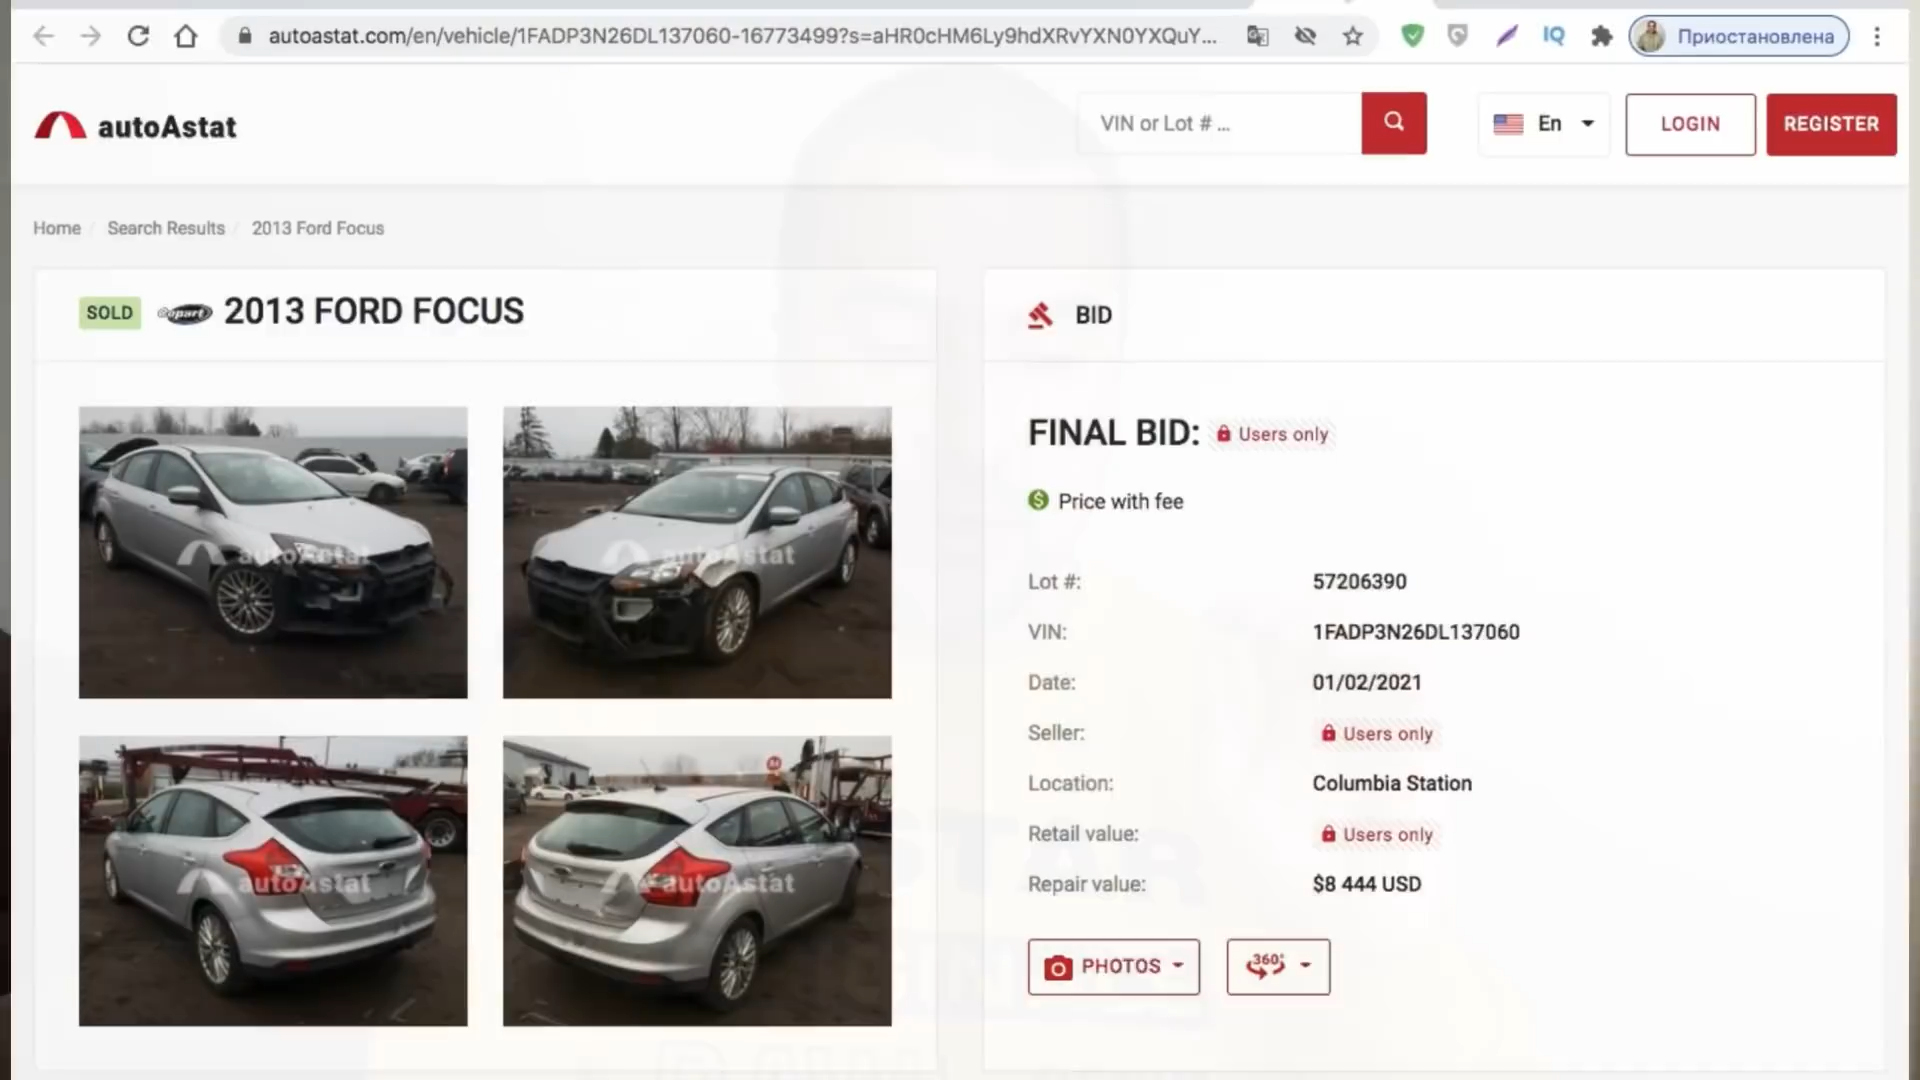 autoastat.com/en/vehicle/1FADP3N26DL137060-16773499?s=aHR0cHM6Ly9hdXRvYXN0YXQuY...
IQ
Приостановлена
autoAstat
VIN or Lot # ...
En
LOGIN
REGISTER
Home / Search Results / 2013 Ford Focus
SOLD copart 2013 FORD FOCUS
autoAstat
autoAstat
autoAstat
autoAstat
BID
FINAL BID: Users only
Price with fee
Lot #: 57206390
VIN: 1FADP3N26DL137060
Date: 01/02/2021
Seller: Users only
Location: Columbia Station
Retail value: Users only
Repair value: $8 444 USD
PHOTOS
360°